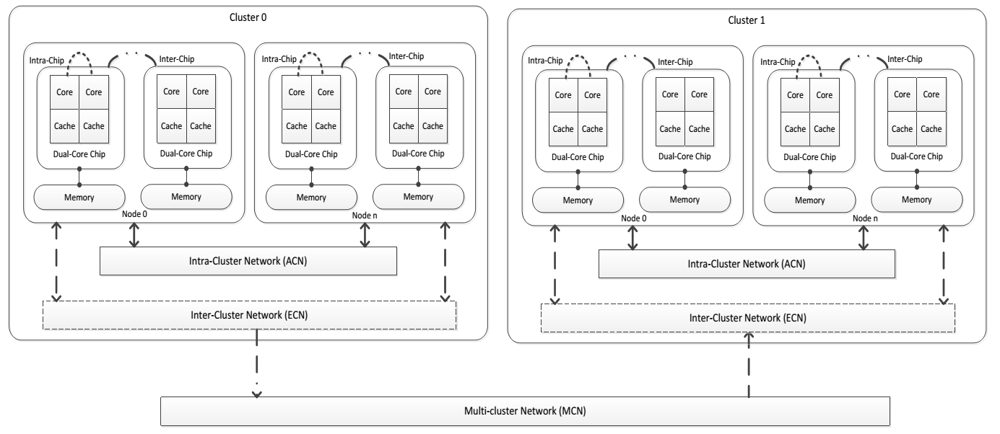 Cluster 0
Intra-Chip Inter-Chip Intra-Chip Inter-Chip
Core Core Core Core Core Core Core Core
Cache Cache Cache Cache Cache Cache Cache Cache
Dual-Core Chip Dual-Core Chip Dual-Core Chip Dual-Core Chip
Memory Memory Memory Memory
Node 0 Node n
Intra-Cluster Network (ACN)
Inter-Cluster Network (ECN)
Cluster 1
Intra-Chip Inter-Chip Intra-Chip Inter-Chip
Core Core Core Core Core Core Core Core
Cache Cache Cache Cache Cache Cache Cache Cache
Dual-Core Chip Dual-Core Chip Dual-Core Chip Dual-Core Chip
Memory Memory Memory Memory
Node 0 Node n
Intra-Cluster Network (ACN)
Inter-Cluster Network (ECN)
Multi-cluster Network (MCN)